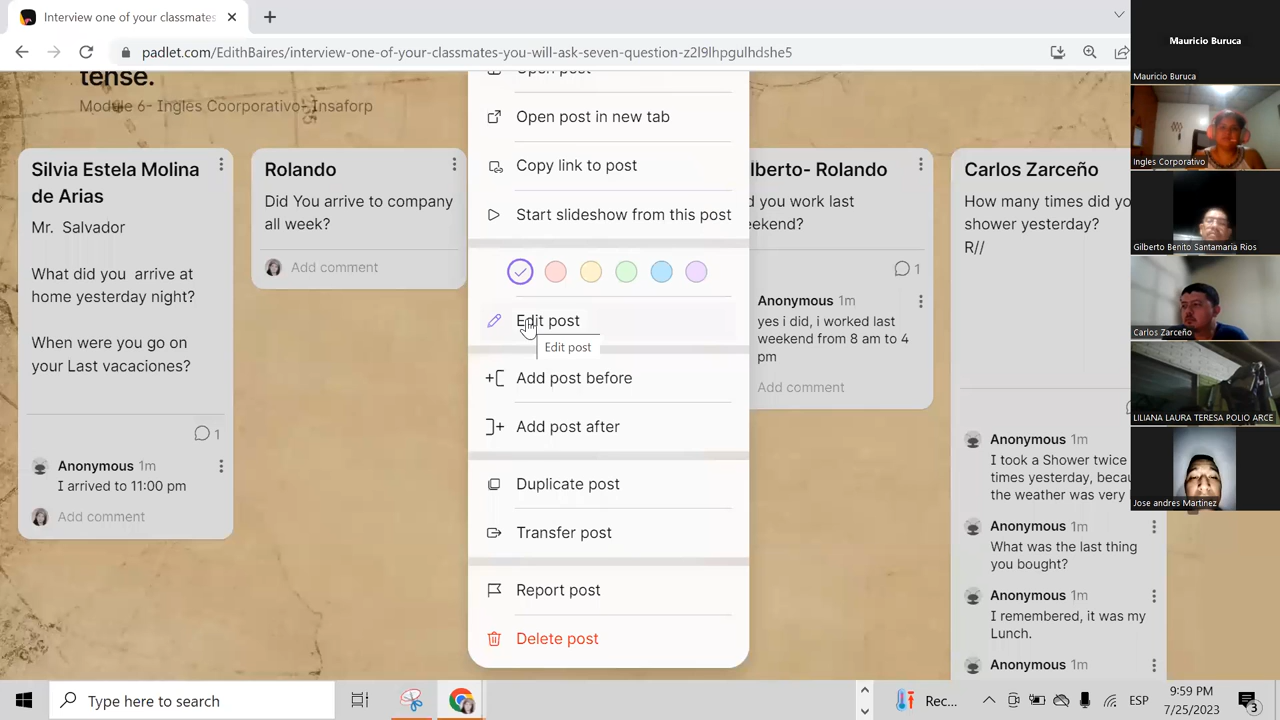 Interview one of your classmates
padlet.com/EdithBaires/interview-one-of-your-classmates-you-will-ask-seven-question-z2l9lhpgulhdshe5
tense.
Module 6- Ingles Coorporativo- Insaforp
Silvia Estela Molina
de Arias
Mr. Salvador
What did you arrive at
home yesterday night?
When were you go on
your Last vacaciones?
1
Anonymous 1m
I arrived to 11:00 pm
Add comment
Rolando
Did You arrive to company
all week?
Add comment
Open post
Open post in new tab
Copy link to post
Start slideshow from this post
Edit post
Edit post
Add post before
Add post after
Duplicate post
Transfer post
Report post
Delete post
lberto- Rolando
d you work last
eekend?
1
Anonymous 1m
yes i did, i worked last
weekend from 8 am to 4
pm
Add comment
Carlos Zarceño
How many times did yo
shower yesterday?
R//
Anonymous 1m
I took a Shower twice
times yesterday, becau
the weather was very
Anonymous 1m
What was the last thing
you bought?
Anonymous 1m
I remembered, it was my
Lunch.
Anonymous 1m
Mauricio Buruca
Mauricio Buruca
Ingles Corporativo
Gilberto Benito Santamaria Rios
Carlos Zarceño
LILIANA LAURA TERESA POLIO ARCE
Jose andres Martinez
Type here to search
Rec...
ESP
9:59 PM
7/25/2023
3